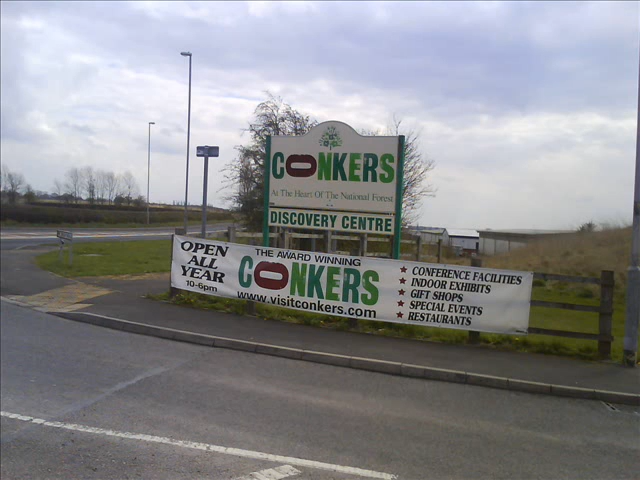 CONKERS
At The Heart Of The National Forest
DISCOVERY CENTRE
OPEN
ALL
YEAR
10-6pm
THE AWARD WINNING
CONKERS
www.visitconkers.com
★ CONFERENCE FACILITIES
★ INDOOR EXHIBITS
★ GIFT SHOPS
★ SPECIAL EVENTS
★ RESTAURANTS